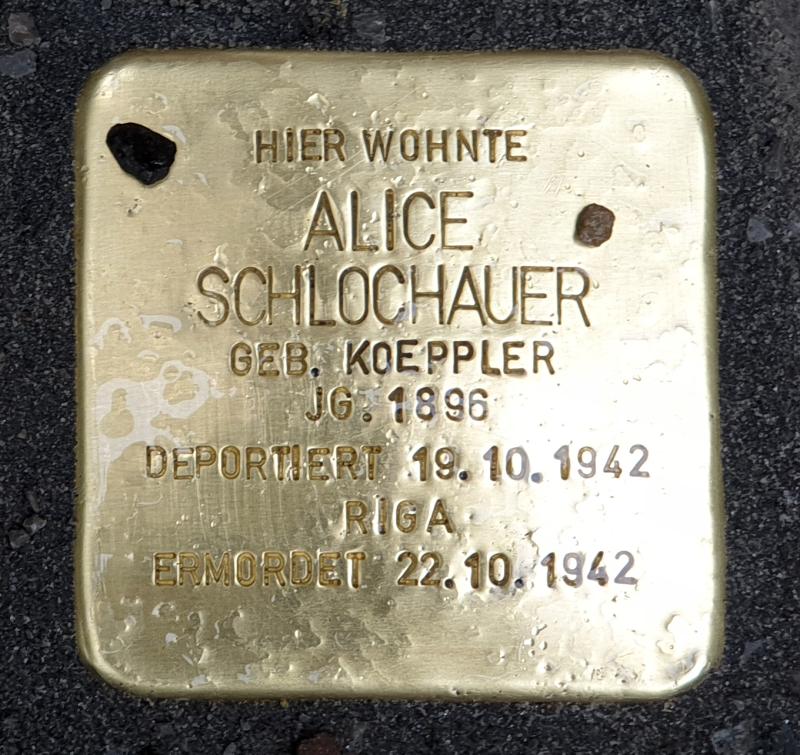 HIER WOHNTE
ALICE
SCHLOCHAUER
GEB. KOEPPLER
JG. 1896
DEPORTIERT 19.10.1942
RIGA
ERMORDET 22.10.1942